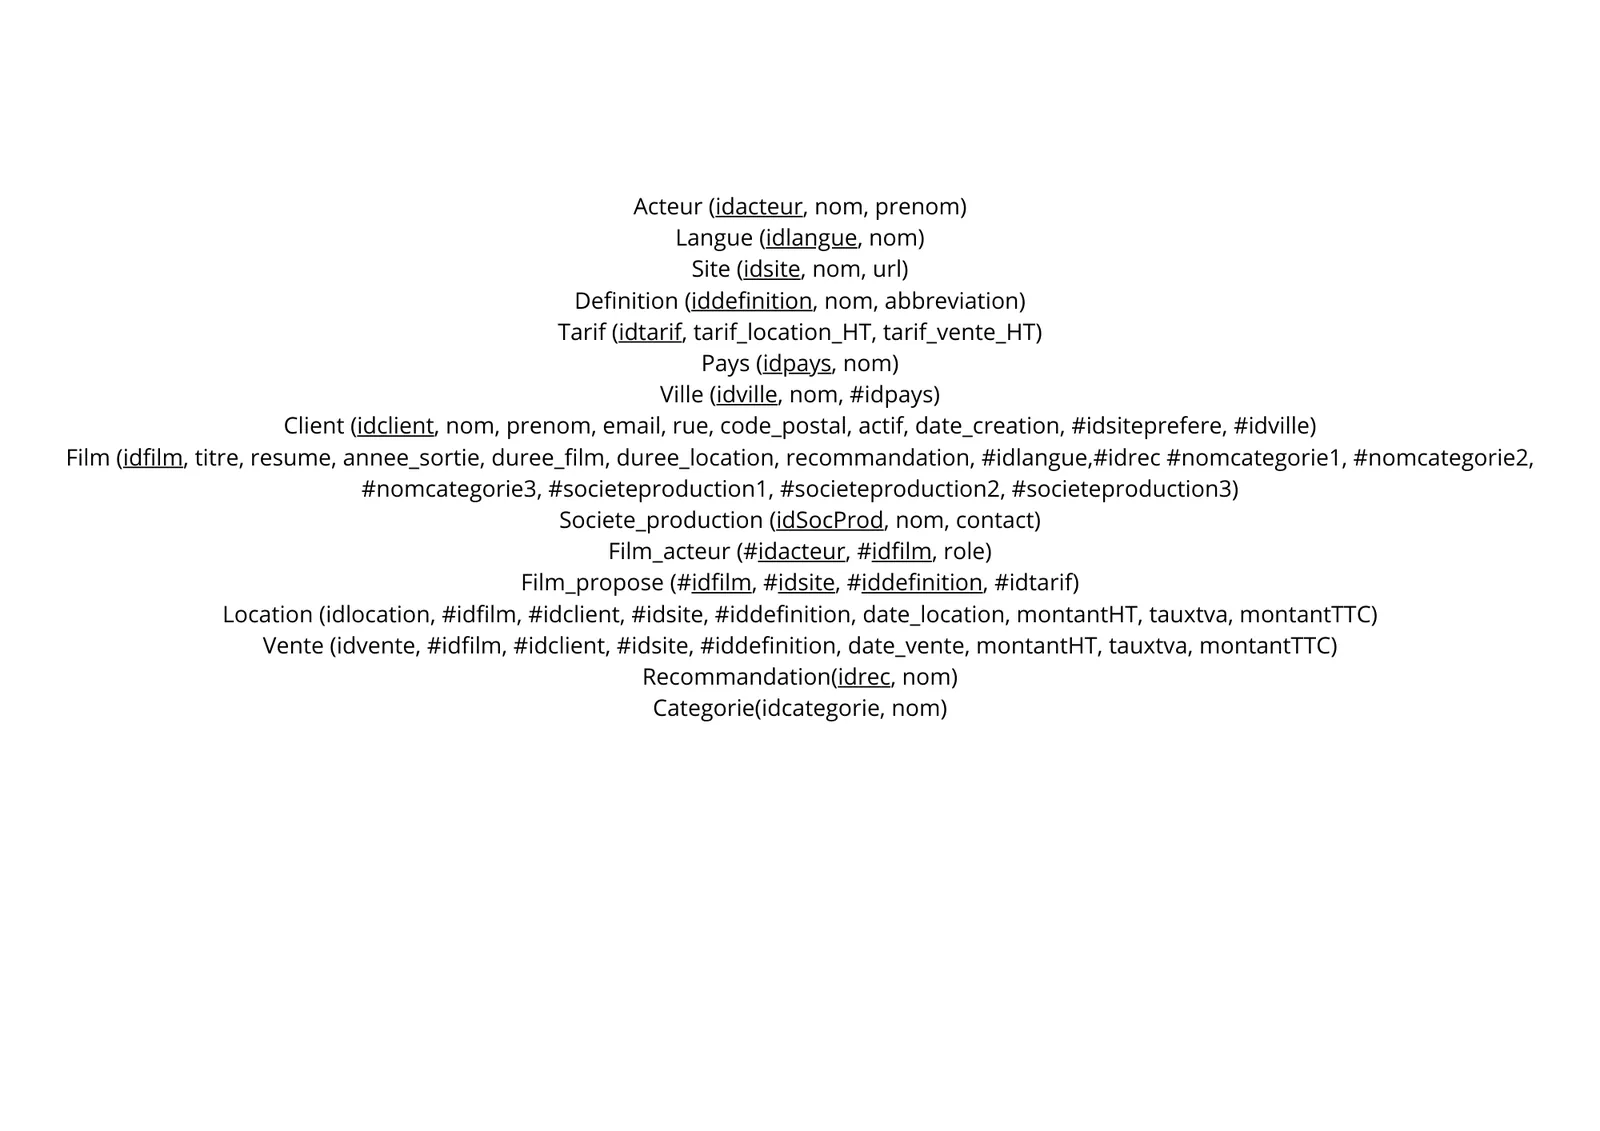 Acteur (idacteur, nom, prenom)
Langue (idlangue, nom)
Site (idsite, nom, url)
Definition (iddefinition, nom, abbreviation)
Tarif (idtarif, tarif_location_HT, tarif_vente_HT)
Pays (idpays, nom)
Ville (idville, nom, #idpays)
Client (idclient, nom, prenom, email, rue, code_postal, actif, date_creation, #idsiteprefere, #idville)
Film (idfilm, titre, resume, annee_sortie, duree_film, duree_location, recommandation, #idlangue,#idrec #nomcategorie1, #nomcategorie2,
#nomcategorie3, #societeproduction1, #societeproduction2, #societeproduction3)
Societe_production (idSocProd, nom, contact)
Film_acteur (#idacteur, #idfilm, role)
Film_propose (#idfilm, #idsite, #iddefinition, #idtarif)
Location (idlocation, #idfilm, #idclient, #idsite, #iddefinition, date_location, montantHT, tauxtva, montantTTC)
Vente (idvente, #idfilm, #idclient, #idsite, #iddefinition, date_vente, montantHT, tauxtva, montantTTC)
Recommandation(idrec, nom)
Categorie(idcategorie, nom)